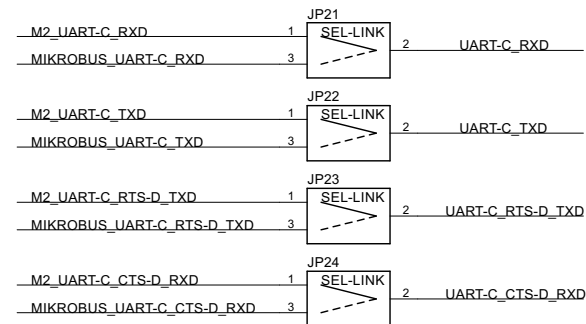 JP21
M2_UART-C_RXD 1 SEL-LINK
2 UART-C_RXD
MIKROBUS_UART-C_RXD 3
JP22
M2_UART-C_TXD 1 SEL-LINK
2 UART-C_TXD
MIKROBUS_UART-C_TXD 3
JP23
M2_UART-C_RTS-D_TXD 1 SEL-LINK
2 UART-C_RTS-D_TXD
MIKROBUS_UART-C_RTS-D_TXD 3
JP24
M2_UART-C_CTS-D_RXD 1 SEL-LINK
2 UART-C_CTS-D_RXD
MIKROBUS_UART-C_CTS-D_RXD 3